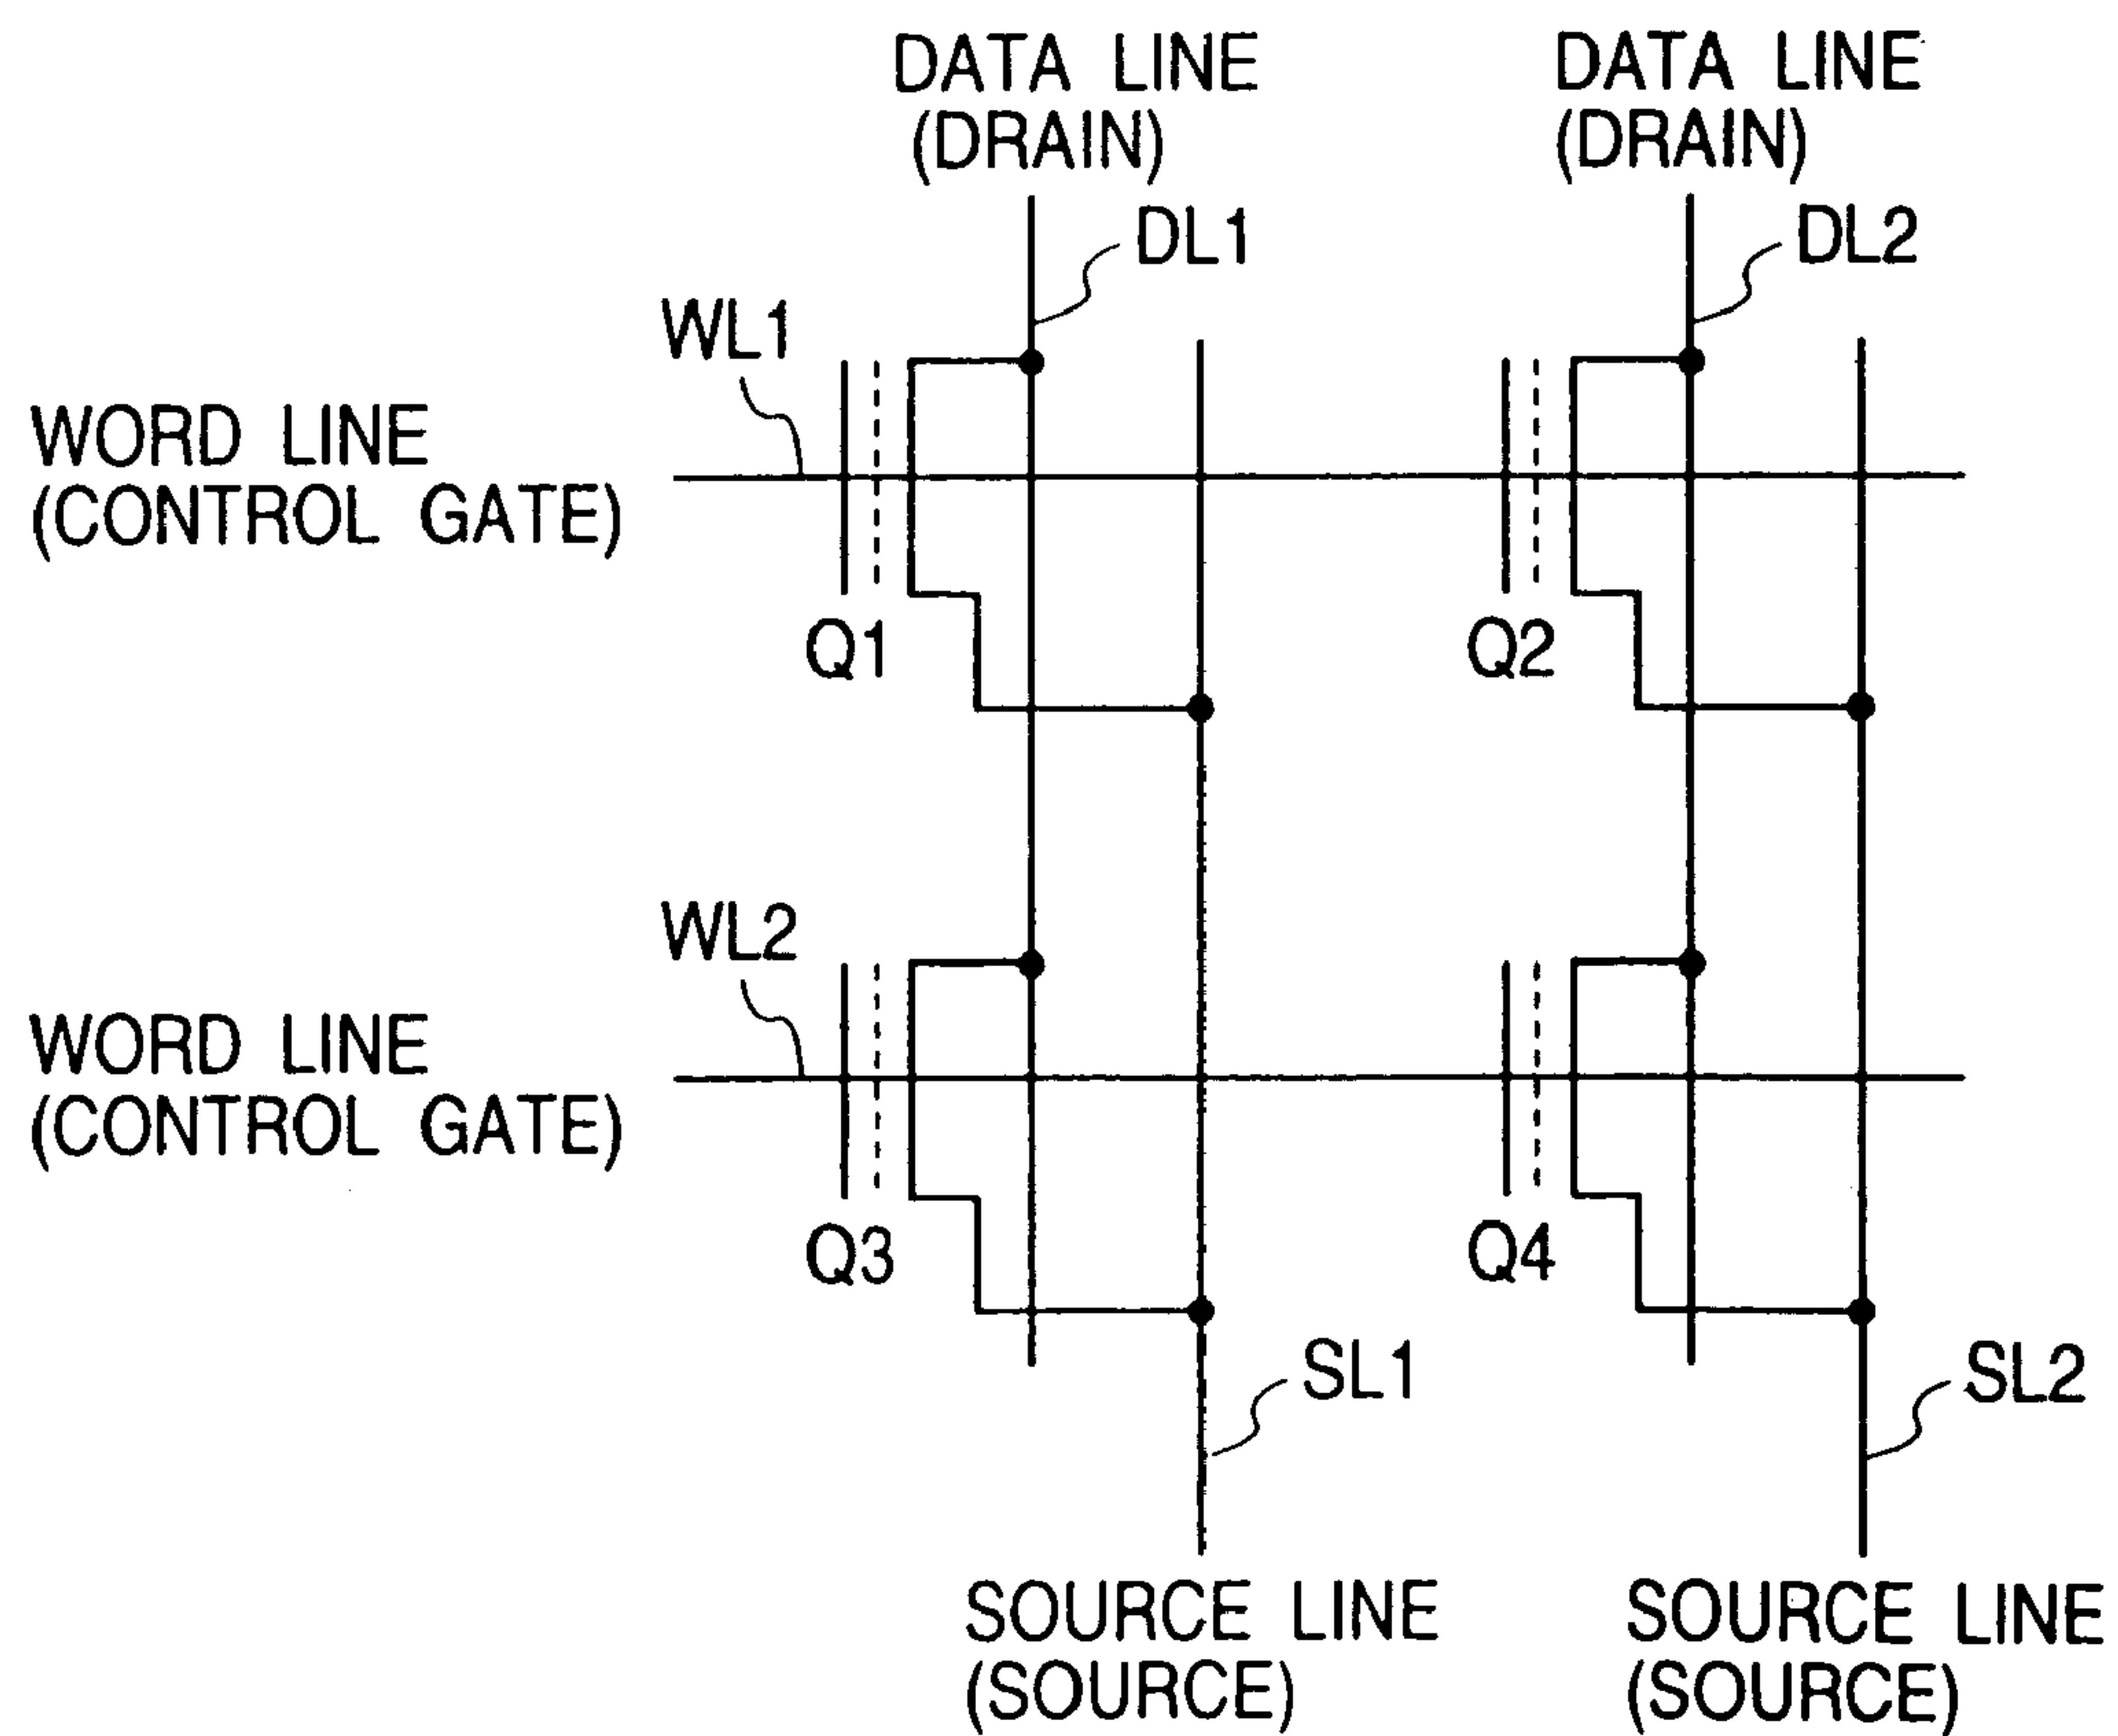 DATA LINE
(DRAIN)
DATA LINE
(DRAIN)
DL1
DL2
WL1
WORD LINE
(CONTROL GATE)
Q1
Q2
WL2
WORD LINE
(CONTROL GATE)
Q3
Q4
SL1
SL2
SOURCE LINE
(SOURCE)
SOURCE LINE
(SOURCE)